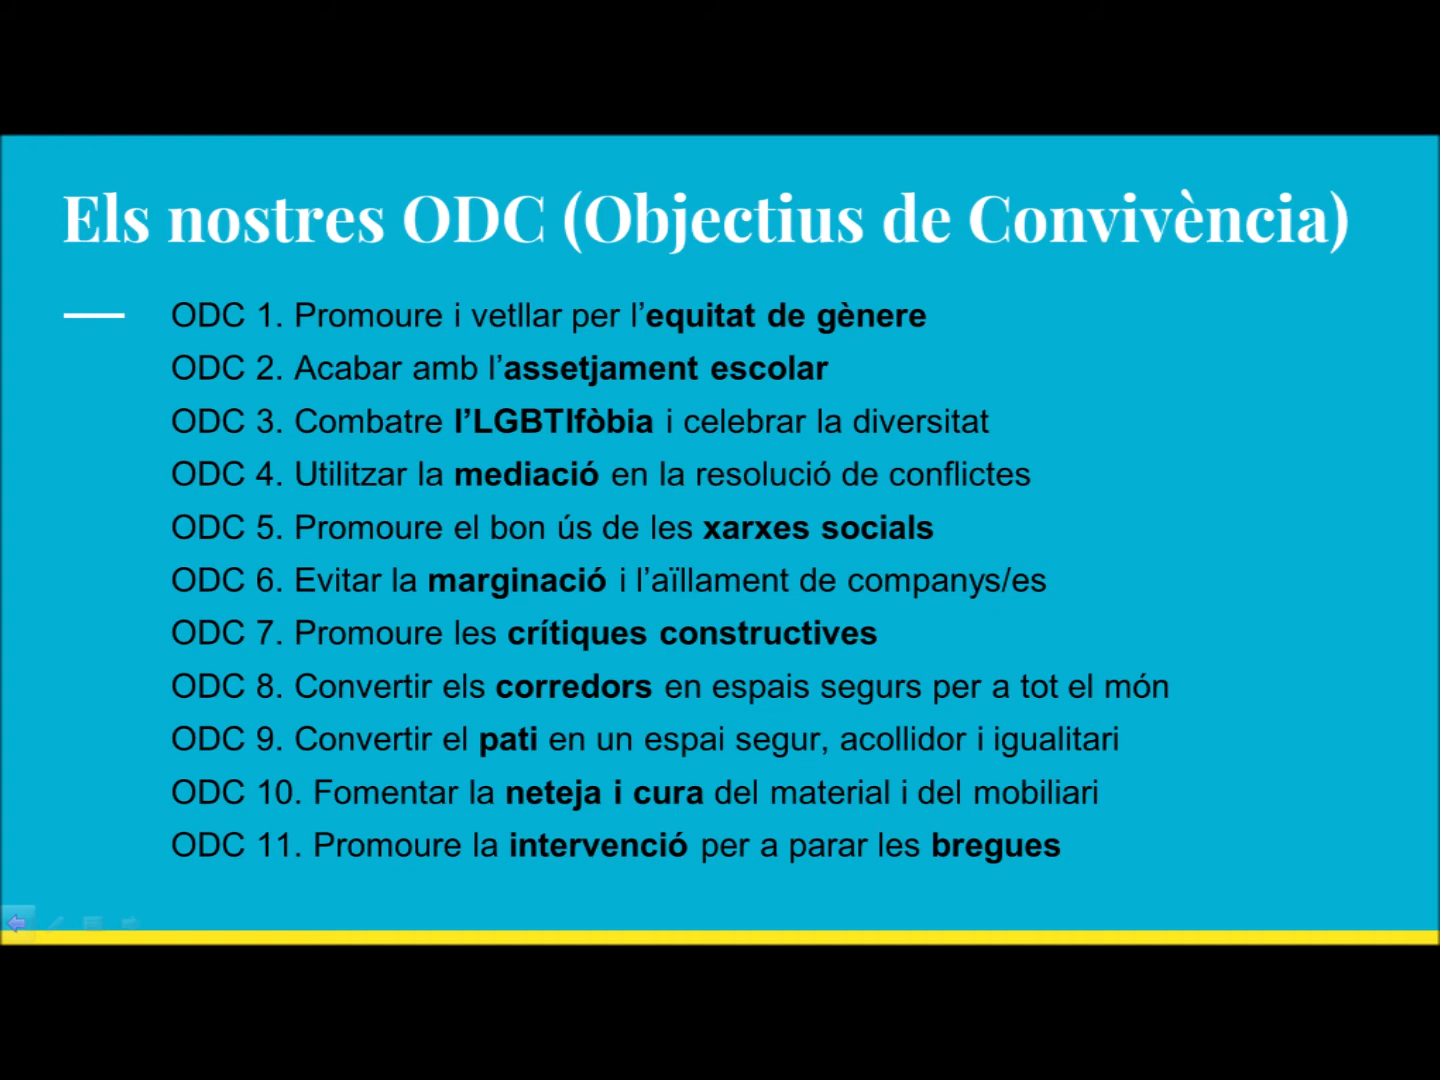 Els nostres ODC (Objectius de Convivència)
ODC 1. Promoure i vetllar per l’equitat de gènere
ODC 2. Acabar amb l’assetjament escolar
ODC 3. Combatre l’LGBTIfòbia i celebrar la diversitat
ODC 4. Utilitzar la mediació en la resolució de conflictes
ODC 5. Promoure el bon ús de les xarxes socials
ODC 6. Evitar la marginació i l’aïllament de companys/es
ODC 7. Promoure les crítiques constructives
ODC 8. Convertir els corredors en espais segurs per a tot el món
ODC 9. Convertir el pati en un espai segur, acollidor i igualitari
ODC 10. Fomentar la neteja i cura del material i del mobiliari
ODC 11. Promoure la intervenció per a parar les bregues